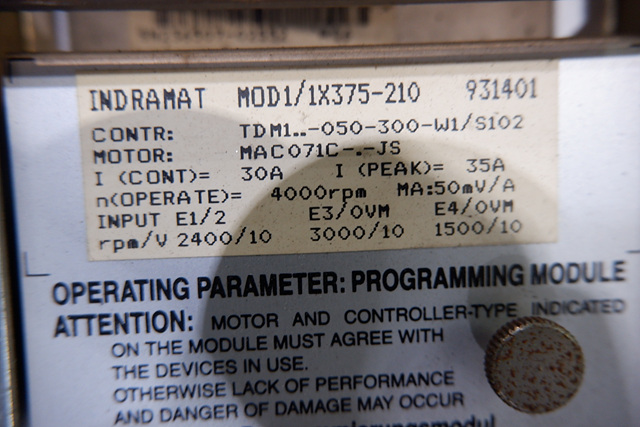 INDRAMAT MOD1/1X375-210 931401
CONTR: TDM1..-050-300-W1/S102
MOTOR: MAC071C-.-JS
I (CONT)= 30A I (PEAK)= 35A
n(OPERATE)= 4000rpm MA:50mV/A
INPUT E1/2 E3/0VM E4/0VM
rpm/V 2400/10 3000/10 1500/10
OPERATING PARAMETER: PROGRAMMING MODULE
ATTENTION: MOTOR AND CONTROLLER-TYPE INDICATED
ON THE MODULE MUST AGREE WITH
THE DEVICES IN USE.
OTHERWISE LACK OF PERFORMANCE
AND DANGER OF DAMAGE MAY OCCUR